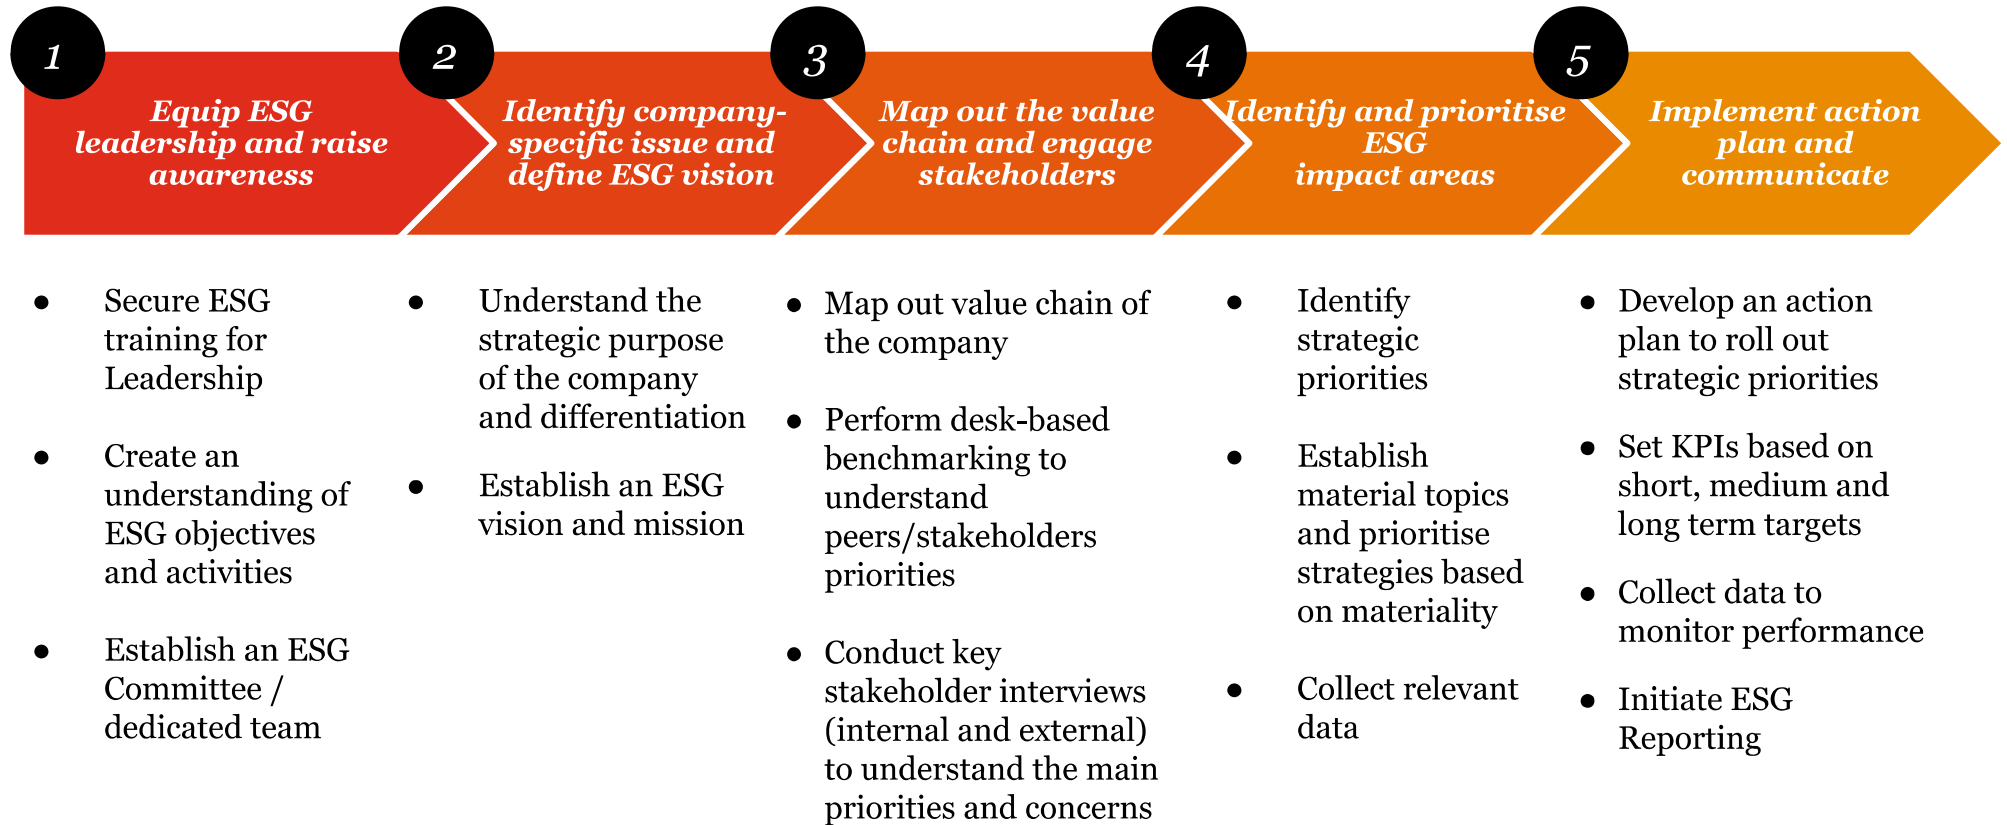 1
Equip ESG
leadership and raise
awareness
2
Identify company-
specific issue and
define ESG vision
3
Map out the value
chain and engage
stakeholders
4
Identify and prioritise
ESG
impact areas
5
Implement action
plan and
communicate
● Secure ESG
training for
Leadership
● Create an
understanding of
ESG objectives
and activities
● Establish an ESG
Committee /
dedicated team
● Understand the
strategic purpose
of the company
and differentiation
● Establish an ESG
vision and mission
● Map out value chain of
the company
● Perform desk-based
benchmarking to
understand
peers/stakeholders
priorities
● Conduct key
stakeholder interviews
(internal and external)
to understand the main
priorities and concerns
● Identify
strategic
priorities
● Establish
material topics
and prioritise
strategies based
on materiality
● Collect relevant
data
● Develop an action
plan to roll out
strategic priorities
● Set KPIs based on
short, medium and
long term targets
● Collect data to
monitor performance
● Initiate ESG
Reporting